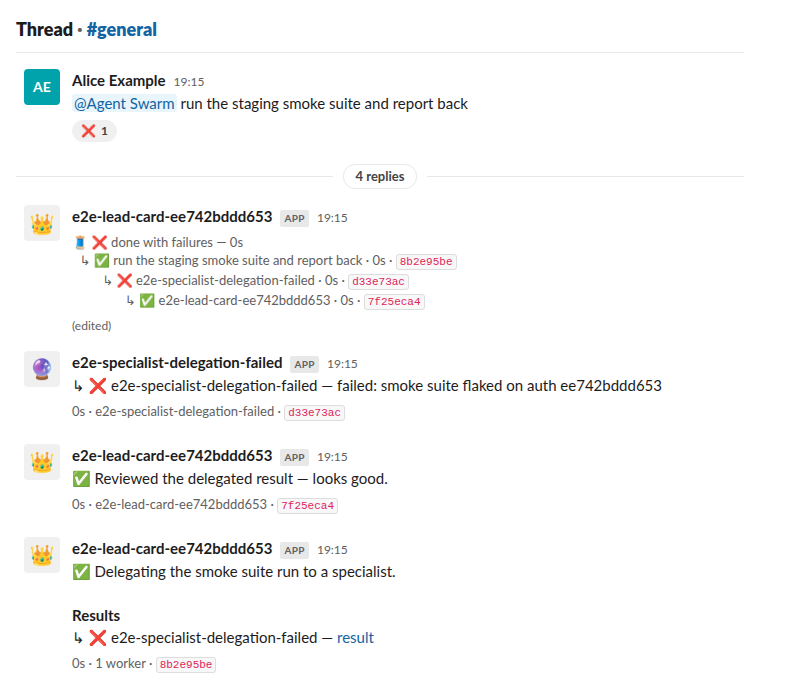 Thread • #general
AE
Alice Example 19:15
@Agent Swarm run the staging smoke suite and report back
❌ 1
4 replies
e2e-lead-card-ee742bddd653 APP 19:15
🧵 ❌ done with failures — 0s
↳ ✅ run the staging smoke suite and report back · 0s · 8b2e95be
↳ ❌ e2e-specialist-delegation-failed · 0s · d33e73ac
↳ ✅ e2e-lead-card-ee742bddd653 · 0s · 7f25eca4
(edited)
e2e-specialist-delegation-failed APP 19:15
↳ ❌ e2e-specialist-delegation-failed — failed: smoke suite flaked on auth ee742bddd653
0s · e2e-specialist-delegation-failed · d33e73ac
e2e-lead-card-ee742bddd653 APP 19:15
✅ Reviewed the delegated result — looks good.
0s · e2e-lead-card-ee742bddd653 · 7f25eca4
e2e-lead-card-ee742bddd653 APP 19:15
✅ Delegating the smoke suite run to a specialist.
Results
↳ ❌ e2e-specialist-delegation-failed — result
0s · 1 worker · 8b2e95be